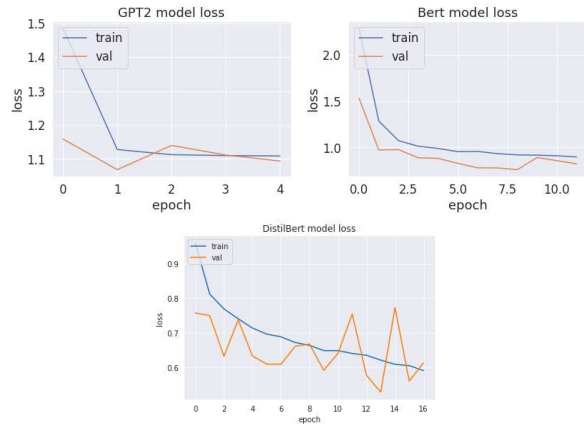 GPT2 model loss
1.5
1.4
1.3
1.2
1.1
loss
train
val
0 1 2 3 4
epoch
Bert model loss
2.0
1.5
1.0
loss
train
val
0.0 2.5 5.0 7.5 10.0
epoch
DistilBert model loss
0.9
0.8
0.7
0.6
loss
train
val
0 2 4 6 8 10 12 14 16
epoch